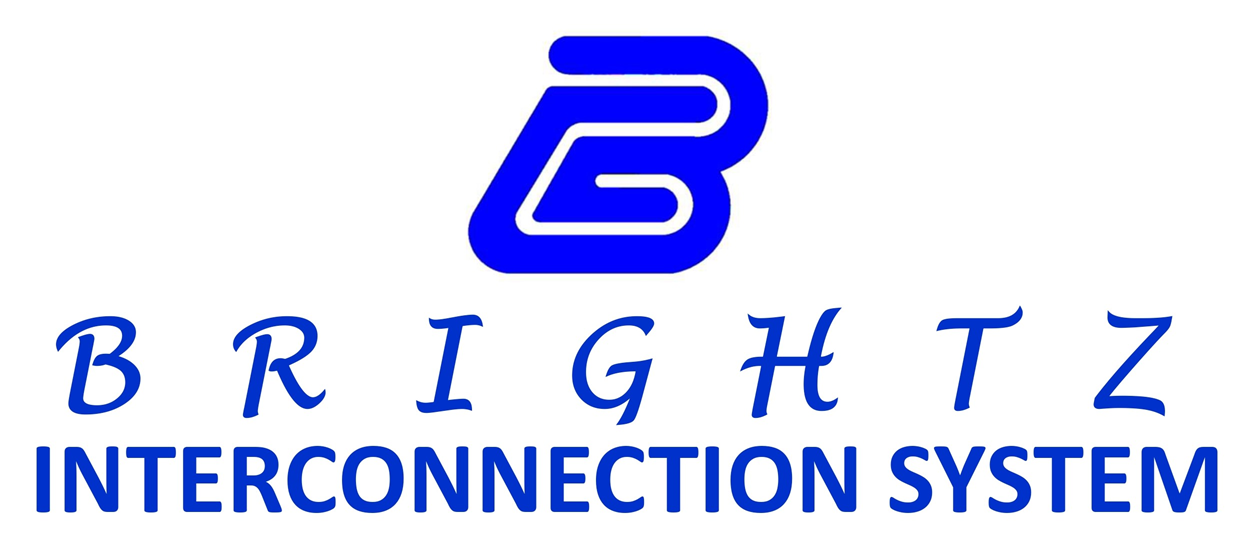 B R I G H T Z
INTERCONNECTION SYSTEM